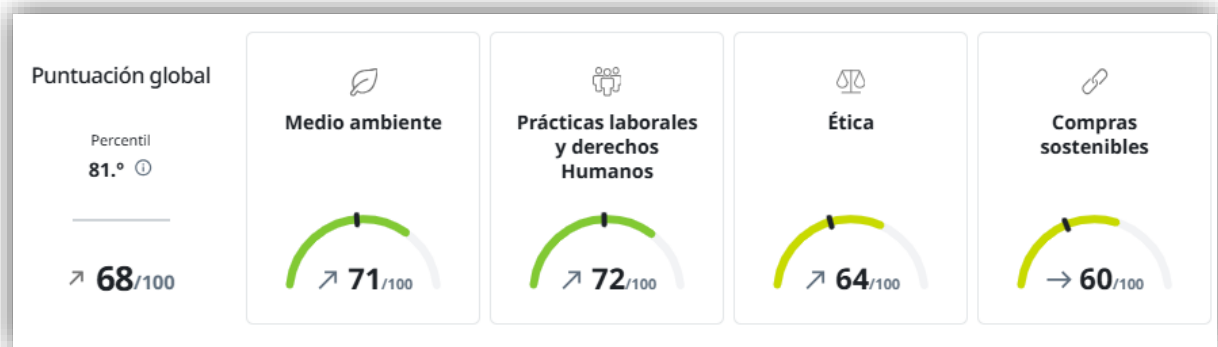 Puntuación global
Percentil
81.º
↗ 68/100
Medio ambiente
↗ 71/100
Prácticas laborales
y derechos
Humanos
↗ 72/100
Ética
↗ 64/100
Compras
sostenibles
→ 60/100